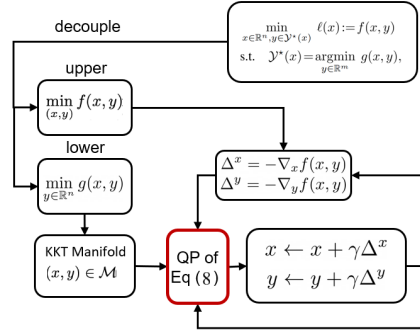 decouple
min ℓ(x):=f(x,y)
x∈ℝⁿ,y∈𝒴*(x)
s.t. 𝒴*(x)=argmin g(x,y),
y∈ℝᵐ
upper
min f(x,y)
(x,y)
lower
min g(x,y)
y∈ℝⁿ
Δˣ = −∇ₓf(x,y)
Δʸ = −∇ᵧf(x,y)
KKT Manifold
(x,y) ∈ ℳ
QP of
Eq (8)
x ← x + γΔˣ
y ← y + γΔʸ